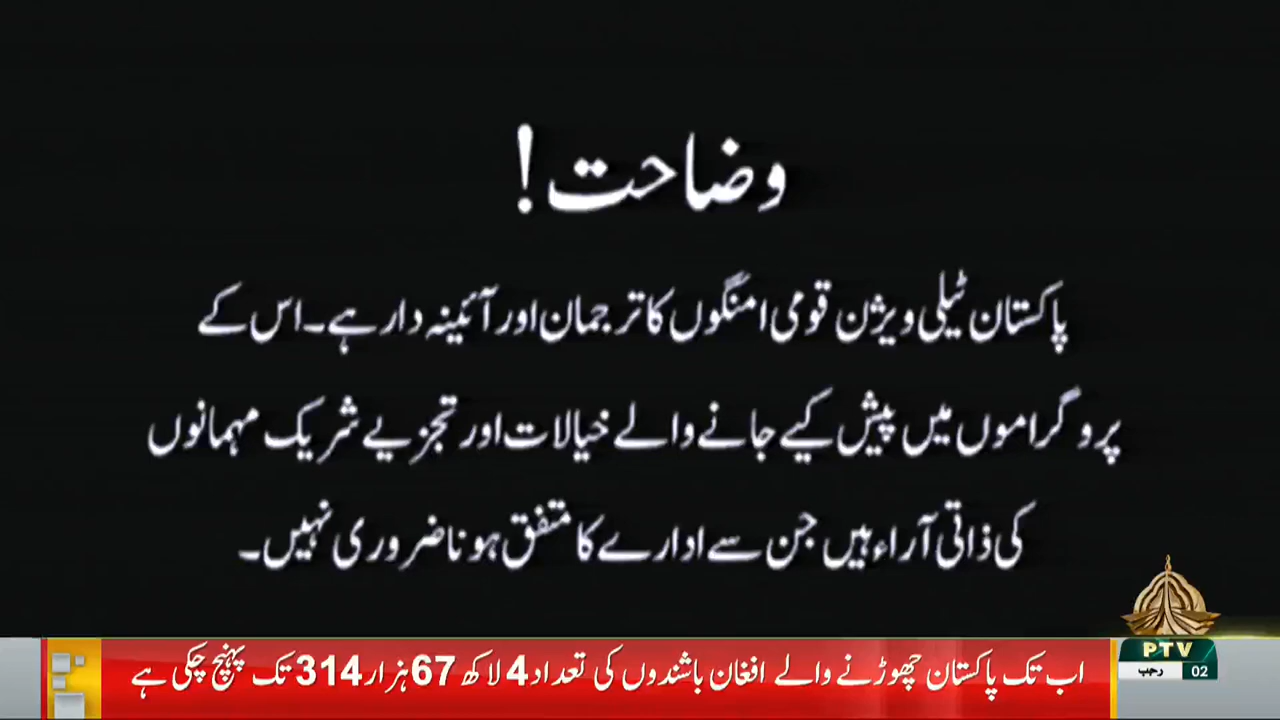 وضاحت!
پاکستان ٹیلی ویژن قومی امنگوں کا ترجمان اور آئینہ دار ہے۔ اس کے
پروگراموں میں پیش کیے جانے والے خیالات اور تجزیے شریک مہمانوں
کی ذاتی آراء ہیں جن سے ادارے کا متفق ہونا ضروری نہیں۔
PTV
02 رجب
اب تک پاکستان چھوڑنے والے افغان باشندوں کی تعداد 4 لاکھ 67 ہزار 314 تک پہنچ چکی ہے